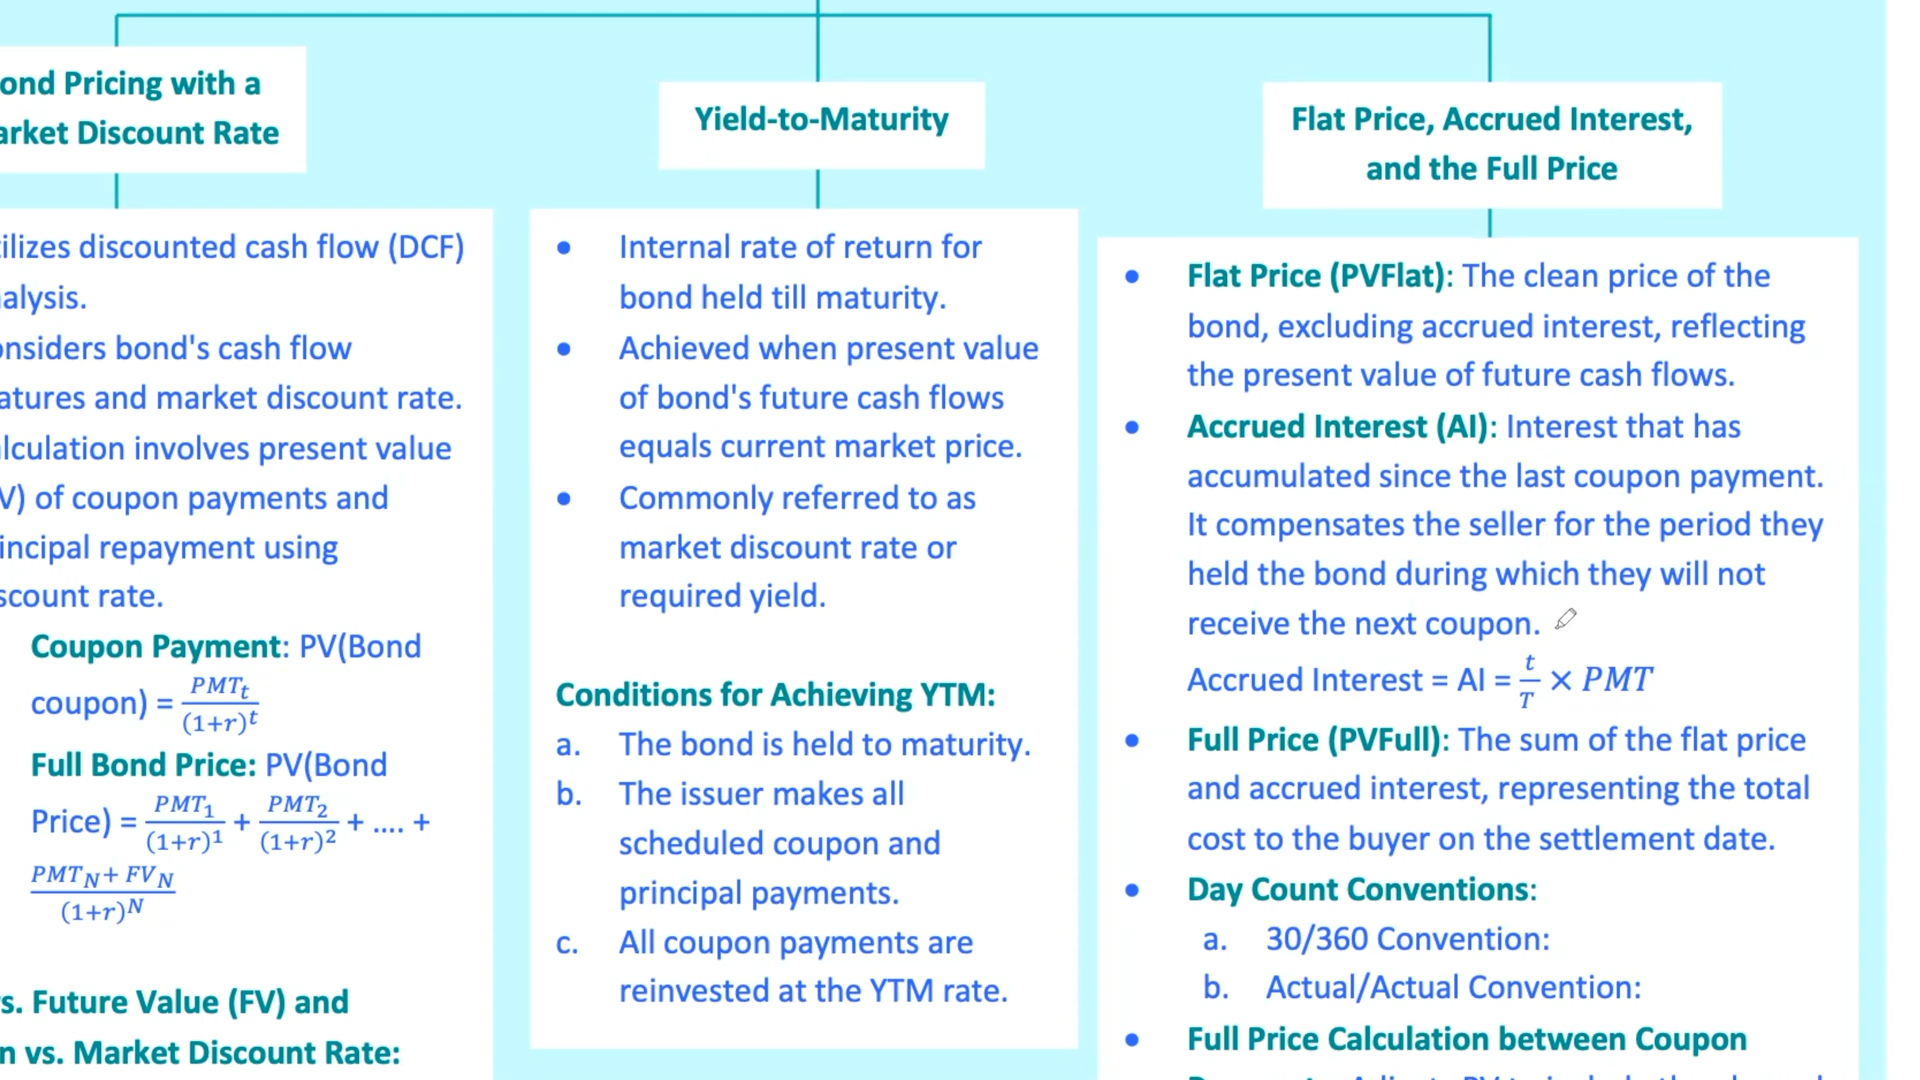 ond Pricing with a
arket Discount Rate
ilizes discounted cash flow (DCF)
alysis.
onsiders bond's cash flow
atures and market discount rate.
lculation involves present value
V) of coupon payments and
incipal repayment using
scount rate.
Coupon Payment: PV(Bond
coupon) = PMT_t/(1+r)^t
Full Bond Price: PV(Bond
Price) = PMT_1/(1+r)^1 + PMT_2/(1+r)^2 + .... +
PMT_N+ FV_N/(1+r)^N
s. Future Value (FV) and
n vs. Market Discount Rate:
Yield-to-Maturity
• Internal rate of return for
bond held till maturity.
• Achieved when present value
of bond's future cash flows
equals current market price.
• Commonly referred to as
market discount rate or
required yield.
Conditions for Achieving YTM:
a. The bond is held to maturity.
b. The issuer makes all
scheduled coupon and
principal payments.
c. All coupon payments are
reinvested at the YTM rate.
Flat Price, Accrued Interest,
and the Full Price
• Flat Price (PVFlat): The clean price of the
bond, excluding accrued interest, reflecting
the present value of future cash flows.
• Accrued Interest (AI): Interest that has
accumulated since the last coupon payment.
It compensates the seller for the period they
held the bond during which they will not
receive the next coupon.
Accrued Interest = AI = t/T × PMT
• Full Price (PVFull): The sum of the flat price
and accrued interest, representing the total
cost to the buyer on the settlement date.
• Day Count Conventions:
a. 30/360 Convention:
b. Actual/Actual Convention:
• Full Price Calculation between Coupon